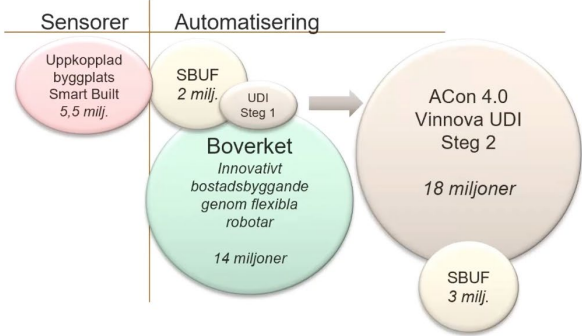 Sensorer
Automatisering
Uppkopplad
byggplats
Smart Built
5,5 milj.
SBUF
2 milj.
UDI
Steg 1
Boverket
Innovativt
bostadsbyggande
genom flexibla
robotar
14 miljoner
ACon 4.0
Vinnova UDI
Steg 2
18 miljoner
SBUF
3 milj.